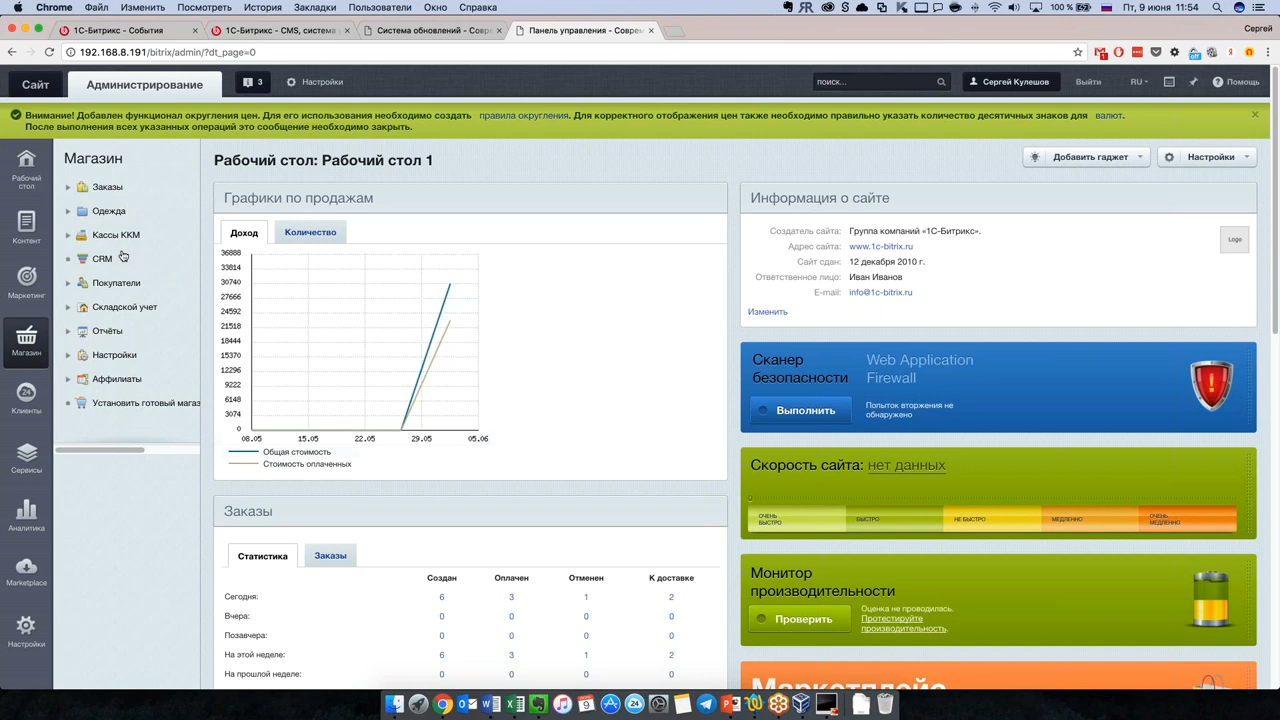 Chrome Файл Изменить Посмотреть История Закладки Пользователи Окно Справка 100 % Пт, 9 июня 11:54
1С-Битрикс - События 1С-Битрикс - CMS, система Система обновлений - Совр Панель управления - Соврем Сергей
192.168.8.191/bitrix/admin/?dt_page=0
Сайт Администрирование 3 Настройки поиск... Сергей Кулешов Выйти RU Помощь
Внимание! Добавлен функционал округления цен. Для его использования необходимо создать правила округления. Для корректного отображения цен также необходимо правильно указать количество десятичных знаков для валют.
После выполнения всех указанных операций это сообщение необходимо закрыть.
Рабочий стол
Контент
Маркетинг
Магазин
24
Клиенты
Сервисы
Аналитика
Marketplace
Настройки
Магазин
Заказы
Одежда
Кассы ККМ
CRM
Покупатели
Складской учет
Отчёты
Настройки
Аффилиаты
Установить готовый магаз
Рабочий стол: Рабочий стол 1
Добавить гаджет Настройки
Графики по продажам
Доход Количество
36888
33814
30740
27666
24592
21518
18444
15370
12296
9222
6148
3074
0
08.05 15.05 22.05 29.05 05.06
Общая стоимость
Стоимость оплаченных
Заказы
Статистика Заказы
Создан Оплачен Отменен К доставке
Сегодня: 6 3 1 2
Вчера: 0 0 0 0
Позавчера: 0 0 0 0
На этой неделе: 6 3 1 2
На прошлой неделе: 0 0 0 0
Информация о сайте
Создатель сайта: Группа компаний «1С-Битрикс».
Адрес сайта: www.1c-bitrix.ru
Сайт сдан: 12 декабря 2010 г.
Ответственное лицо: Иван Иванов
E-mail: info@1c-bitrix.ru
Logo
Изменить
Сканер безопасности
Web Application Firewall
Выполнить
Попыток вторжения не обнаружено
Скорость сайта: нет данных
ОЧЕНЬ БЫСТРО БЫСТРО НЕ БЫСТРО МЕДЛЕННО ОЧЕНЬ МЕДЛЕННО
Монитор производительности
Проверить
Оценка не проводилась.
Протестируйте
производительность.
Маркетплейс